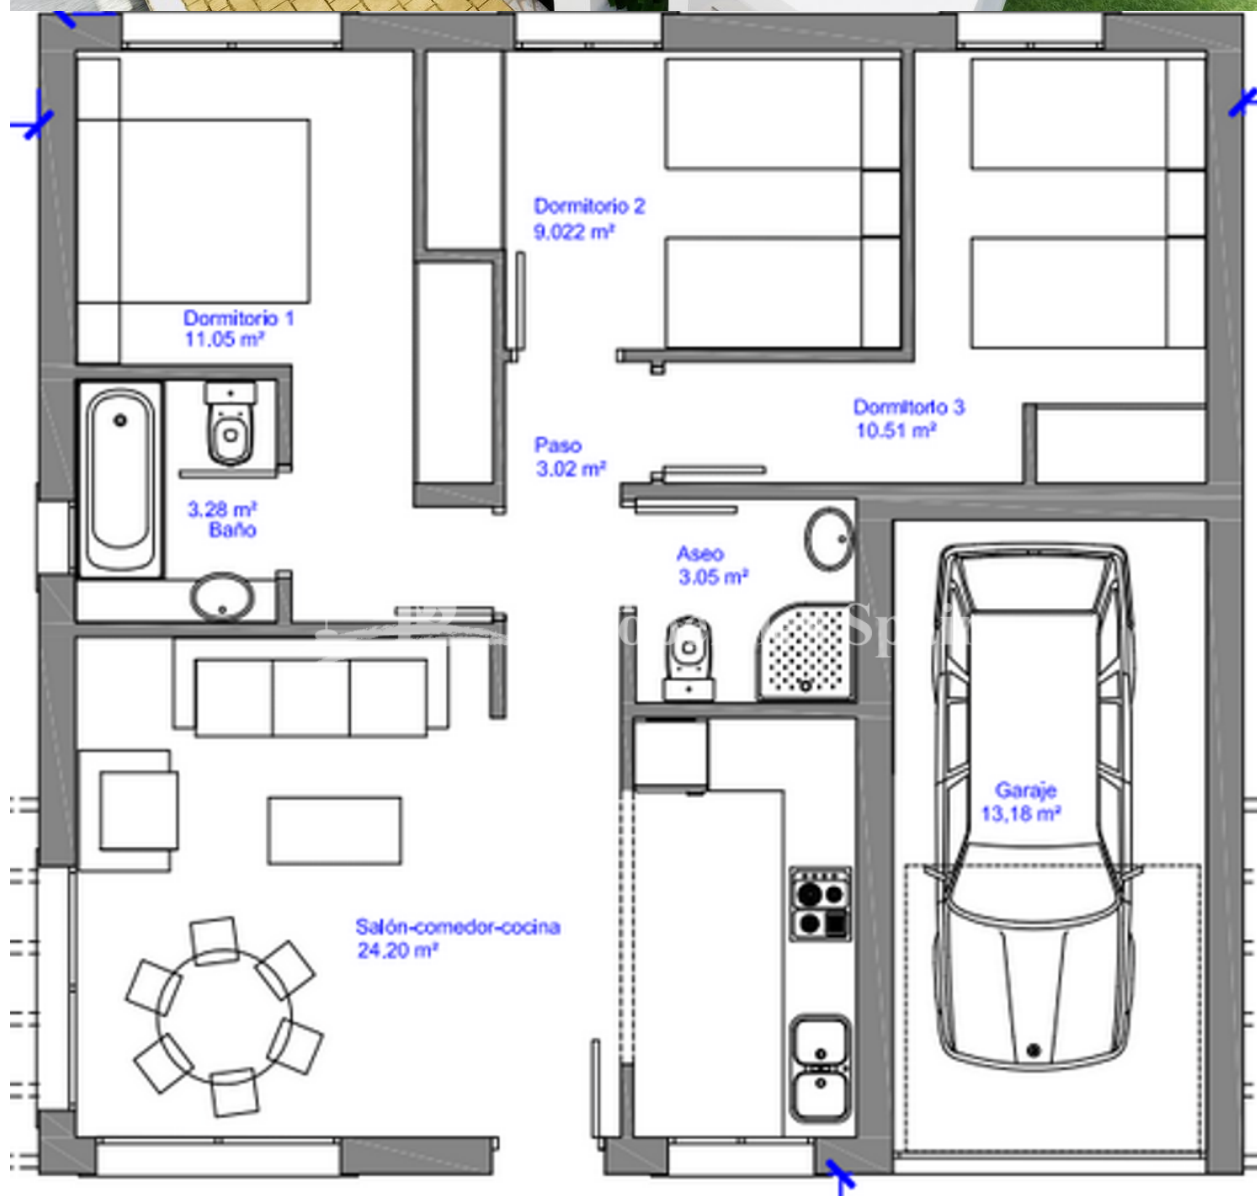 Dormitorio 2
9,022 m²
Dormitorio 1
11.05 m²
Dormitorio 3
10.51 m²
Paso
3.02 m²
3.28 m²
Baño
Aseo
3.05 m²
Garaje
13,18 m²
Salón-comedor-cocina
24.20 m²